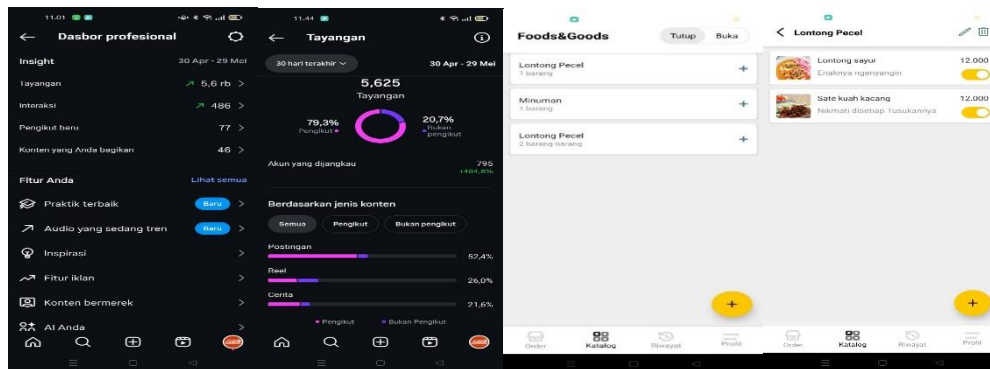 11.01
Dasbor profesional
Insight 30 Apr - 29 Mei
Tayangan 5,6 rb >
Interaksi 486 >
Pengikut baru 77 >
Konten yang Anda bagikan 46 >
Fitur Anda Lihat semua
Praktik terbaik Baru >
Audio yang sedang tren Baru >
Inspirasi >
Fitur iklan >
Konten bermerek >
AI Anda >
11.44
Tayangan
30 hari terakhir 30 Apr - 29 Mei
5,625
Tayangan
79,3%
Pengikut
20,7%
Bukan
pengikut
Akun yang dijangkau 795
+484,8%
Berdasarkan jenis konten
Semua Pengikut Bukan pengikut
Postingan
52,4%
Reel
26,0%
Cerita
21,6%
Pengikut Bukan Pengikut
Foods&Goods Tutup Buka
Lontong Pecel
1 barang
Minuman
1 barang
Lontong Pecel
2 barang-barang
+
Order Katalog Riwayat Profil
Lontong Pecel
Lontong sayur 12.000
Enaknya ngenyangin
Sate kuah kacang 12.000
Nikmati disetiap Tusukannya
+
Order Katalog Riwayat Profil